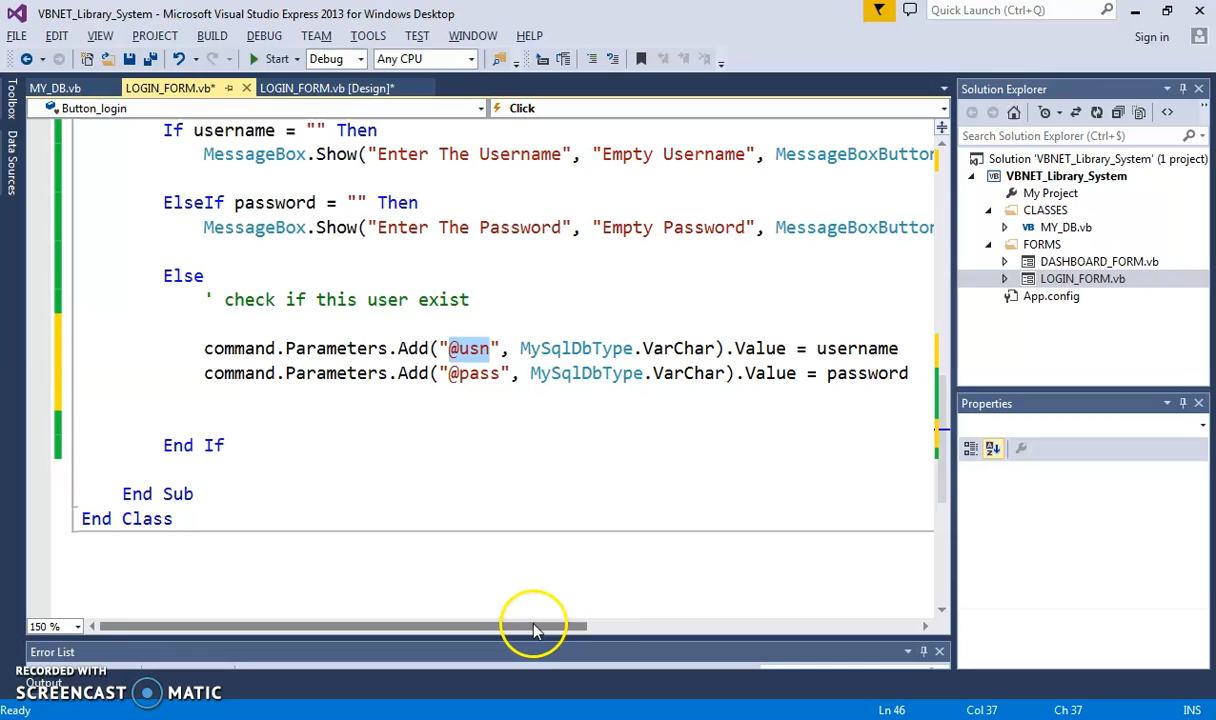 VBNET_Library_System - Microsoft Visual Studio Express 2013 for Windows Desktop
Quick Launch (Ctrl+Q)
FILE EDIT VIEW PROJECT BUILD DEBUG TEAM TOOLS TEST WINDOW HELP
Sign in
Start Debug Any CPU
Toolbox
Data Sources
MY_DB.vb LOGIN_FORM.vb* LOGIN_FORM.vb [Design]*
Button_login Click
If username = "" Then
MessageBox.Show("Enter The Username", "Empty Username", MessageBoxButton
ElseIf password = "" Then
MessageBox.Show("Enter The Password", "Empty Password", MessageBoxButton
Else
' check if this user exist
command.Parameters.Add("@usn", MySqlDbType.VarChar).Value = username
command.Parameters.Add("@pass", MySqlDbType.VarChar).Value = password
End If
End Sub
End Class
150 %
Error List
Output
Solution Explorer
Search Solution Explorer (Ctrl+$)
Solution 'VBNET_Library_System' (1 project)
VBNET_Library_System
My Project
CLASSES
MY_DB.vb
FORMS
DASHBOARD_FORM.vb
LOGIN_FORM.vb
App.config
Properties
RECORDED WITH
SCREENCAST MATIC
Ready Ln 46 Col 37 Ch 37 INS